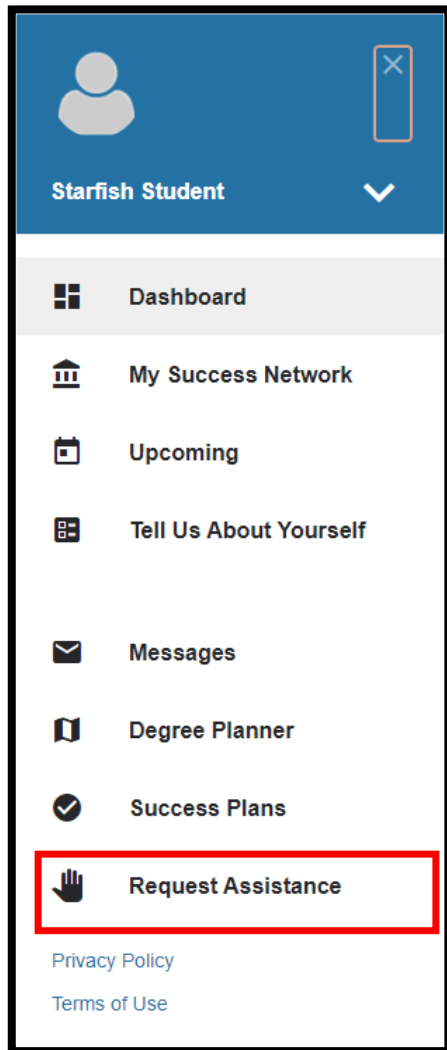 Starfish Student
Dashboard
My Success Network
Upcoming
Tell Us About Yourself
Messages
Degree Planner
Success Plans
Request Assistance
Privacy Policy
Terms of Use